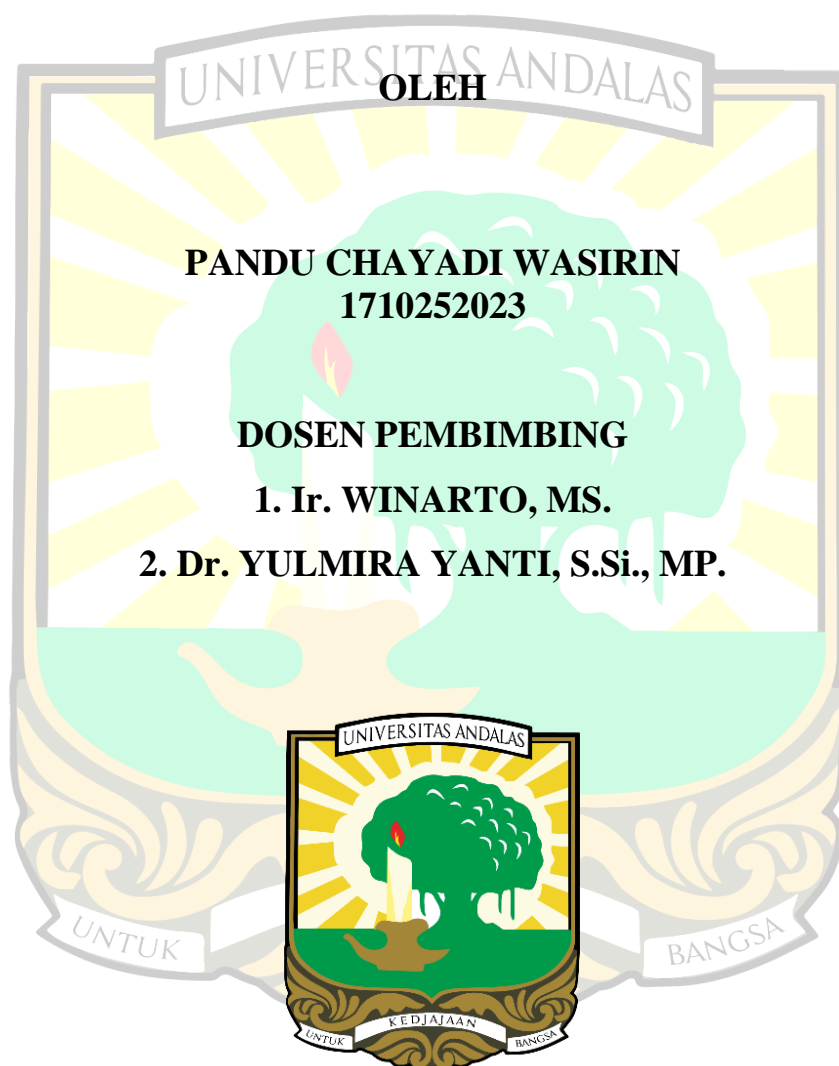 UNIVERSITAS ANDALAS
OLEH
PANDU CHAYADI WASIRIN
1710252023
DOSEN PEMBIMBING
1. Ir. WINARTO, MS.
2. Dr. YULMIRA YANTI, S.Si., MP.
UNIVERSITAS ANDALAS
UNTUK
BANGSA
KEDJAJAAN
UNTUK
BANGSA